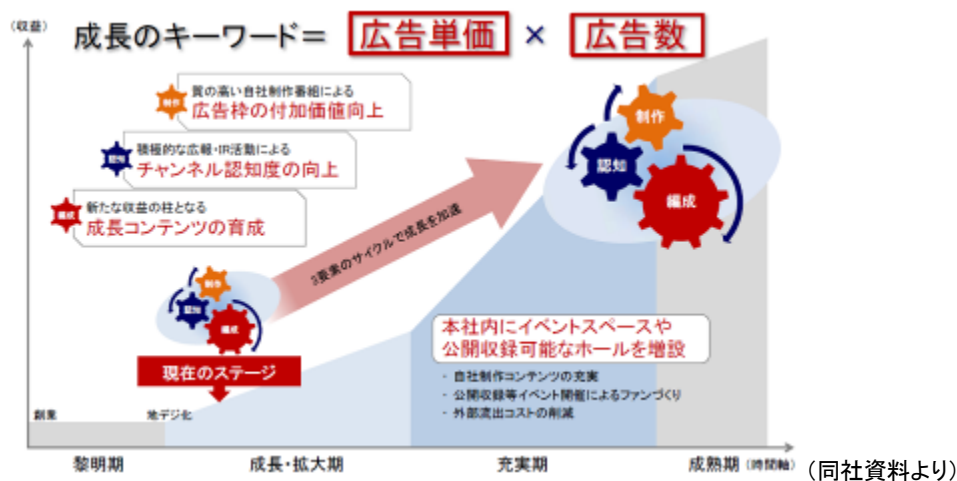 (収益)
成長のキーワード＝ 広告単価 × 広告数
制作
質の高い自社制作番組による
広告枠の付加価値向上
認知
積極的な広報・IR活動による
チャンネル認知度の向上
編成
新たな収益の柱となる
成長コンテンツの育成
制作
認知
編成
3要素のサイクルで成長を加速
制作
認知
編成
現在のステージ
本社内にイベントスペースや
公開収録可能なホールを増設
・ 自社制作コンテンツの充実
・ 公開収録等イベント開催によるファンづくり
・ 外部流出コストの削減
創業
地デジ化
黎明期
成長・拡大期
充実期
成熟期 (時間軸)
(同社資料より)